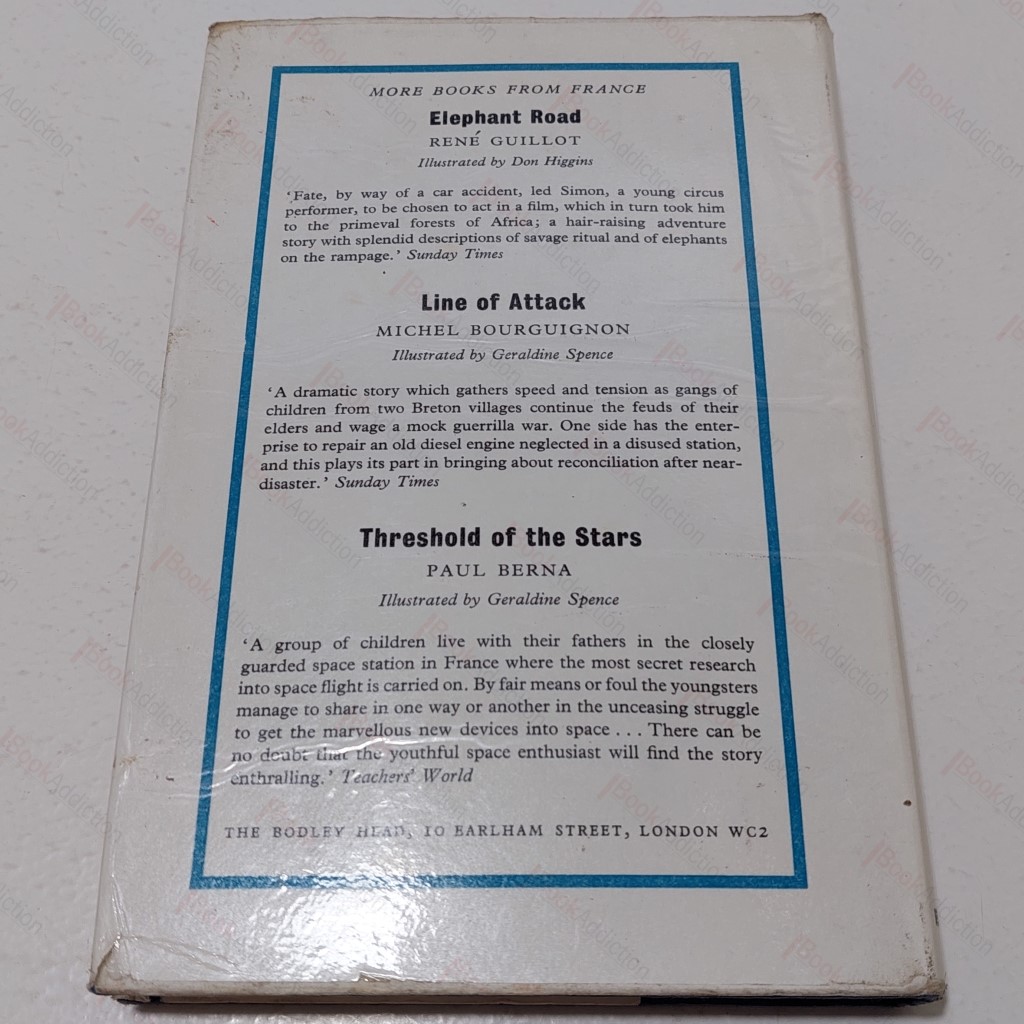 MORE BOOKS FROM FRANCE
Elephant Road
RENÉ GUILLOT
Illustrated by Don Higgins
‘Fate, by way of a car accident, led Simon, a young circus
performer, to be chosen to act in a film, which in turn took him
to the primeval forests of Africa; a hair-raising adventure
story with splendid descriptions of savage ritual and of elephants
on the rampage.’ Sunday Times
Line of Attack
MICHEL BOURGUIGNON
Illustrated by Geraldine Spence
‘A dramatic story which gathers speed and tension as gangs of
children from two Breton villages continue the feuds of their
elders and wage a mock guerrilla war. One side has the enter-
prise to repair an old diesel engine neglected in a disused station,
and this plays its part in bringing about reconciliation after near-
disaster.’ Sunday Times
Threshold of the Stars
PAUL BERNA
Illustrated by Geraldine Spence
‘A group of children live with their fathers in the closely
guarded space station in France where the most secret research
into space flight is carried on. By fair means or foul the youngsters
manage to share in one way or another in the unceasing struggle
to get the marvellous new devices into space . . . There can be
no doubt that the youthful space enthusiast will find the story
enthralling.’ Teachers' World
THE BODLEY HEAD, 10 EARLHAM STREET, LONDON WC2